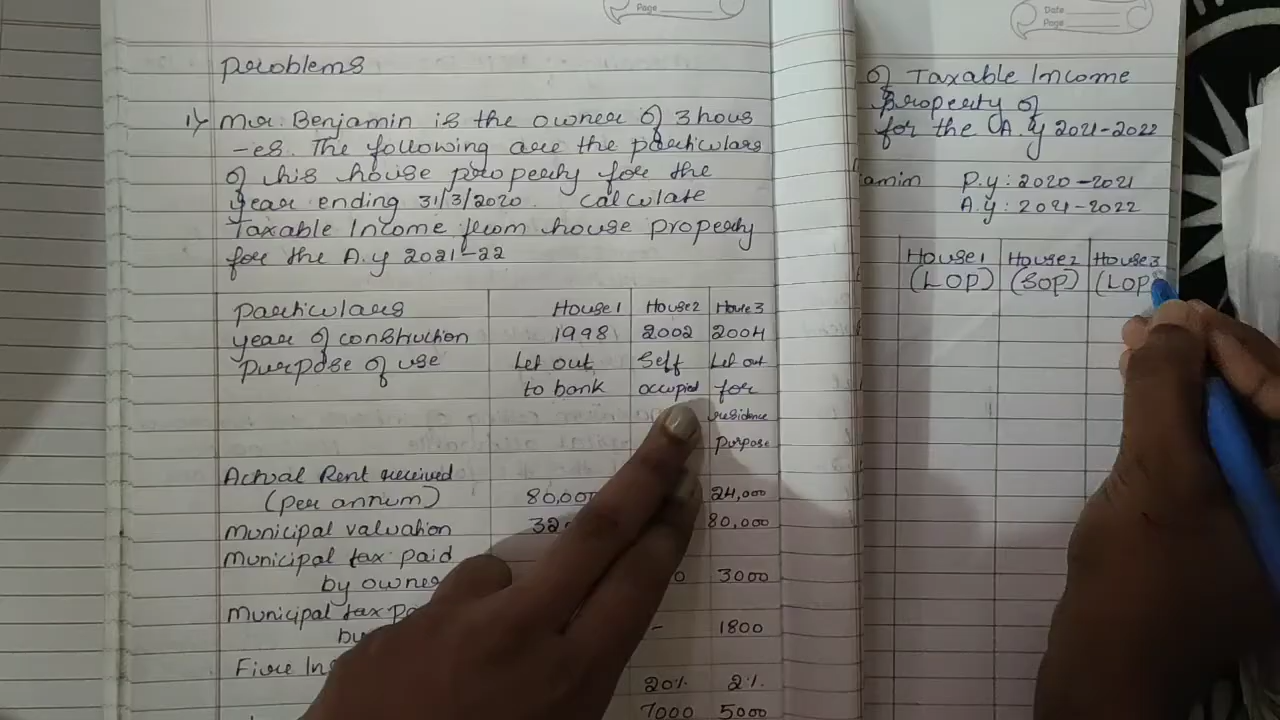 Page
Problems
1) Mr. Benjamin is the owner of 3 hous
-es. The following are the particulars
of his house property for the
year ending 31/3/2020. Calculate
Taxable Income from house property
for the A.y 2021-22
Particulars House1 House2 House3
year of construction 1998 2002 2004
Purpose of use Let out Self Let out
to bank occupied for
residence
purpose
Actual Rent received
(per annum) 80,000 24,000
Municipal valuation 80,000
Municipal tax paid
by owner 3000
Municipal tax
- 1800
Fire
20% 2%
7000 5000
Date
Page
of Taxable Income
Property of
for the A.y 2021-2022
amin P.y: 2020-2021
A.y: 2021-2022
House1 House2 House3
(LOP) (SOP) (LOP